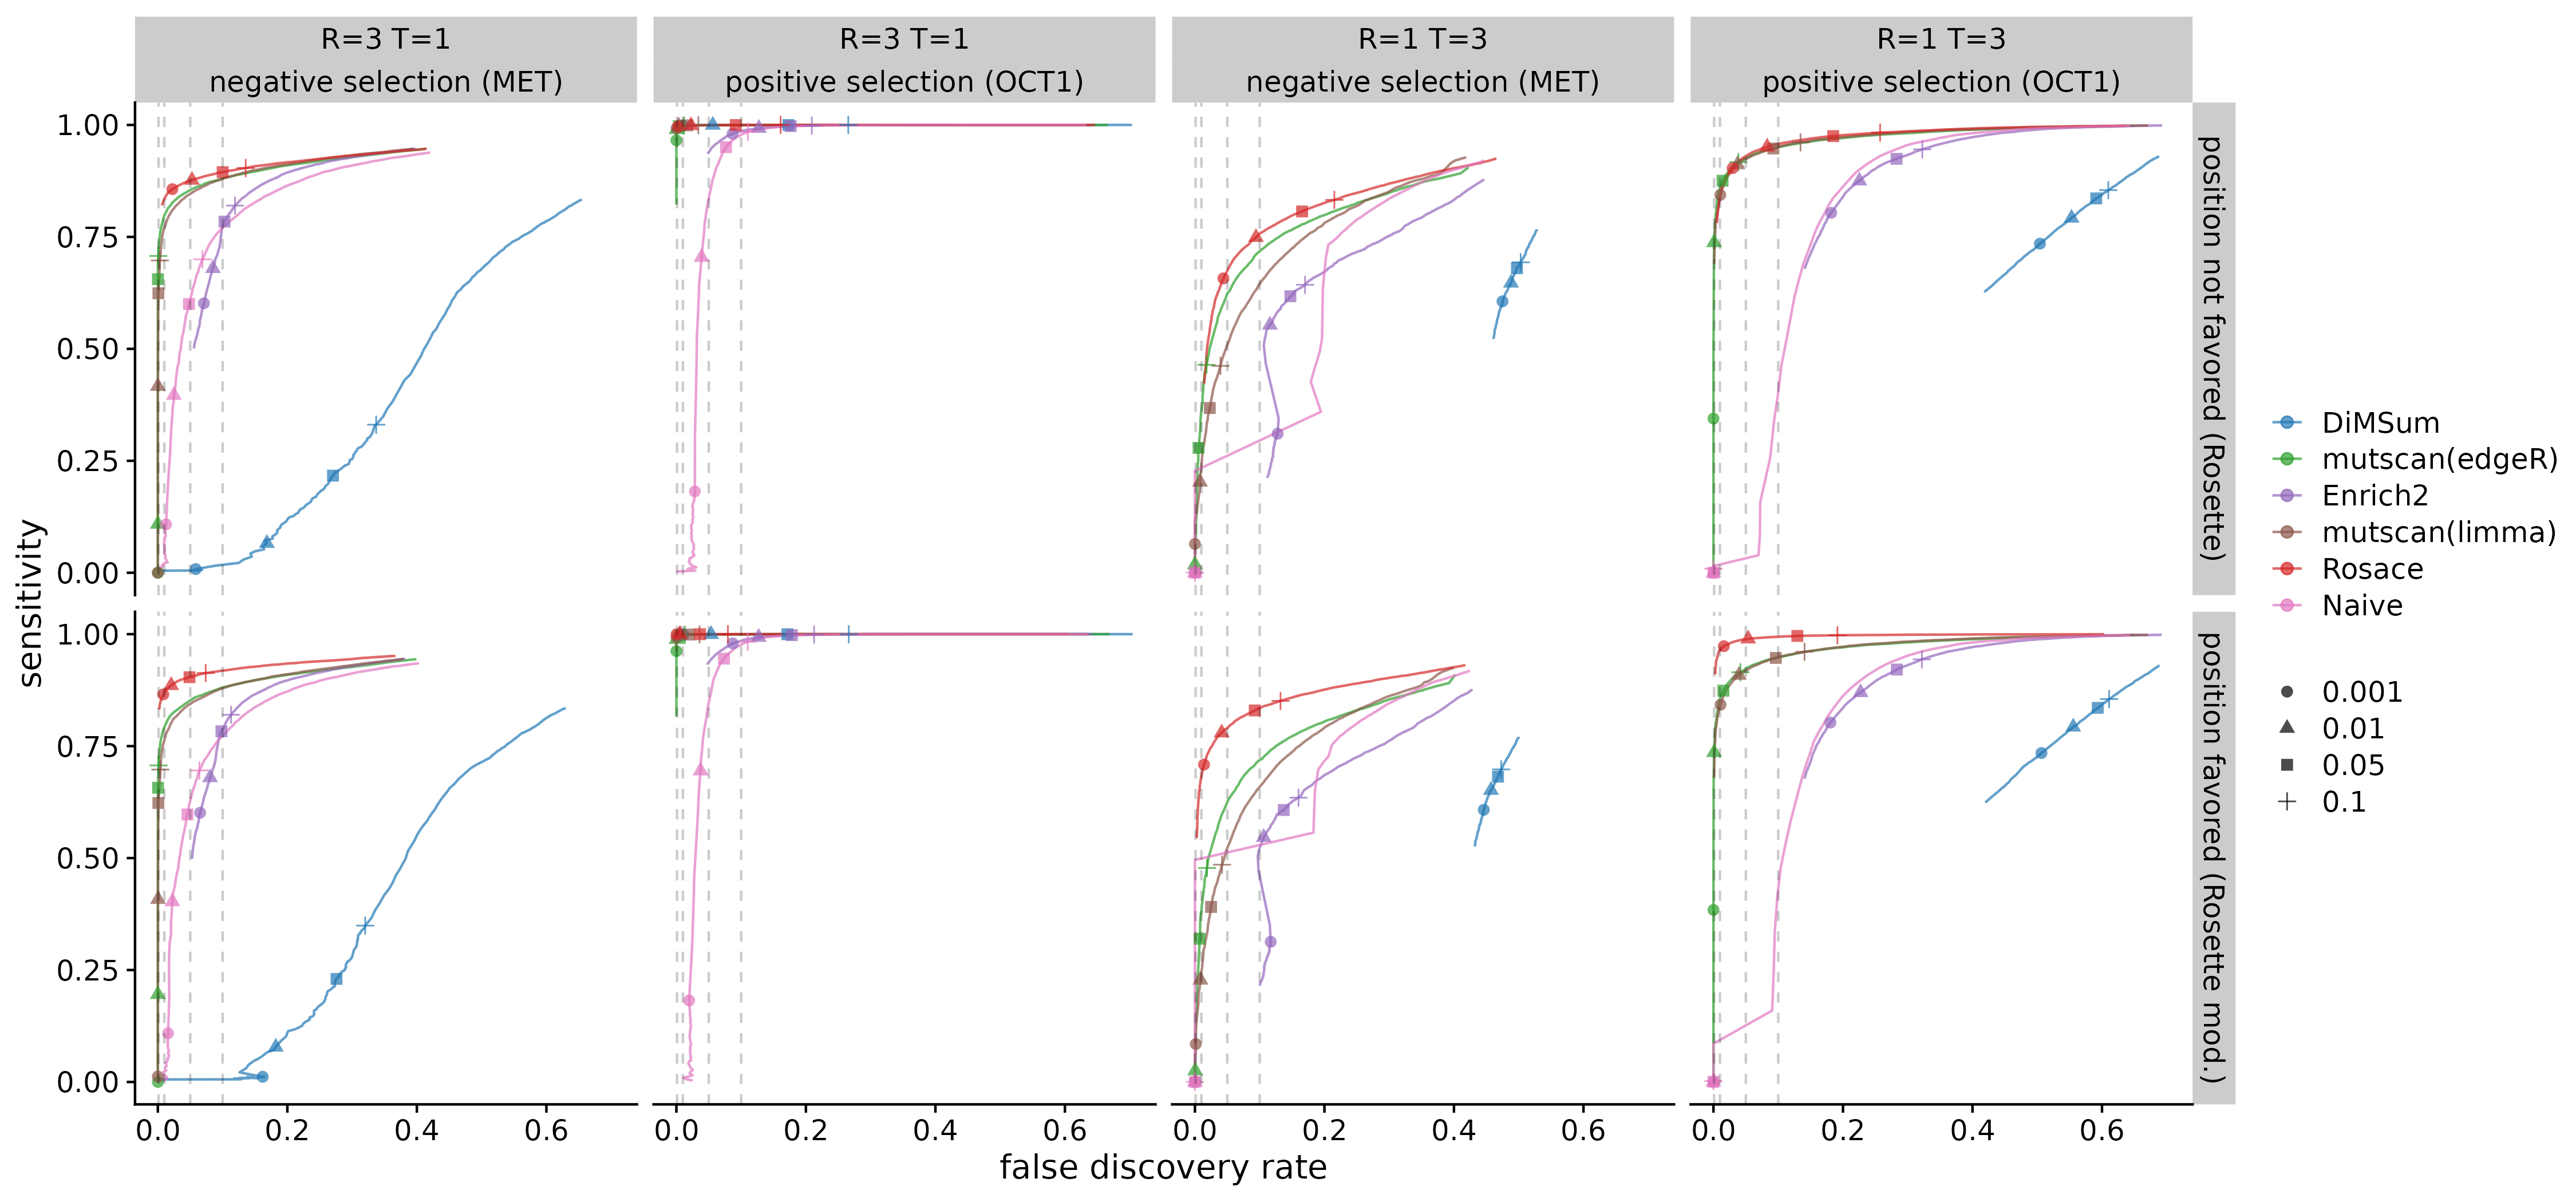 R=3 T=1
R=3 T=1
R=1 T=3
R=1 T=3
negative selection (MET)
positive selection (OCT1)
negative selection (MET)
positive selection (OCT1)
sensitivity
1.00
0.75
0.50
0.25
0.00
position not favored (Rosette)
1.00
0.75
0.50
0.25
0.00
position favored (Rosette mod.)
0.0 0.2 0.4 0.6
0.0 0.2 0.4 0.6
0.0 0.2 0.4 0.6
0.0 0.2 0.4 0.6
false discovery rate
DiMSum
mutscan(edgeR)
Enrich2
mutscan(limma)
Rosace
Naive
0.001
0.01
0.05
0.1